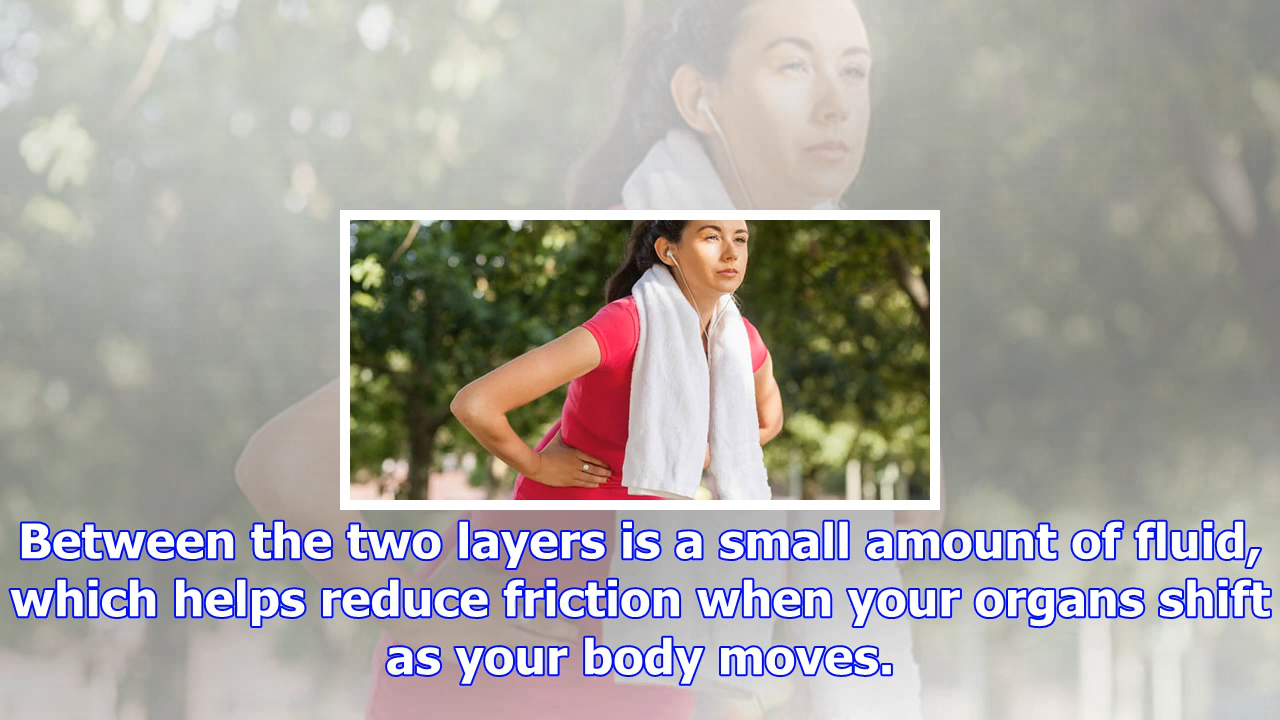 Between the two layers is a small amount of fluid,
which helps reduce friction when your organs shift
as your body moves.